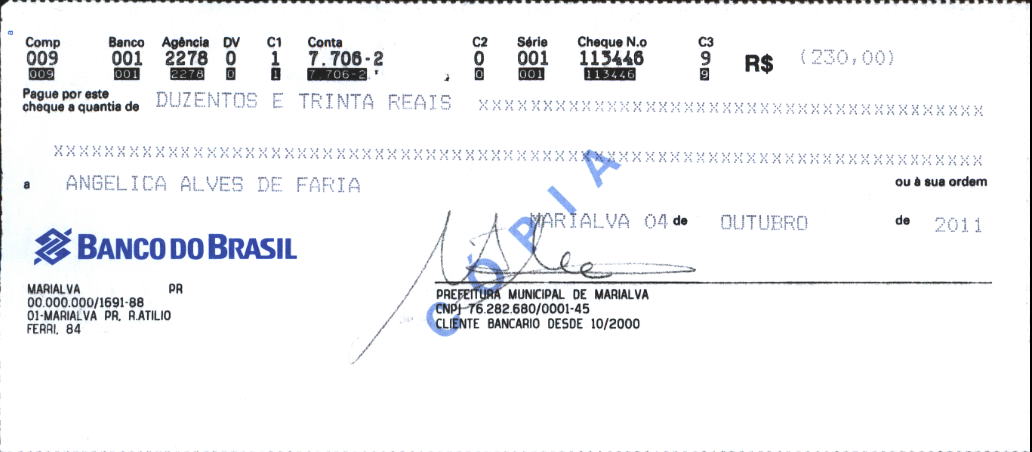 Comp Banco Agência DV C1 Conta C2 Série Cheque N.o C3
009 001 2278 0 1 7.706-2 0 001 113446 9 R$ (230,00)
009 001 2278 0 1 7.706-2 0 001 113446 9
Pague por este
cheque a quantia de DUZENTOS E TRINTA REAIS xxxxxxxxxxxxxxxxxxxxxxxxxxxxxxxxxxxxxxxxxxxxxx
xxxxxxxxxxxxxxxxxxxxxxxxxxxxxxxxxxxxxxxxxxxxxxxxxxxxxxxxxxxxxxxxxxxxxxxxxxxxxxxxxxxx
a ANGELICA ALVES DE FARIA ou à sua ordem
MARIALVA 04 de OUTUBRO de 2011
CÓPIA
BANCO DO BRASIL
MARIALVA PR
00.000.000/1691-88
01-MARIALVA PR, R.ATILIO
FERRI, 84
PREFEITURA MUNICIPAL DE MARIALVA
CNPJ 76.282.680/0001-45
CLIENTE BANCARIO DESDE 10/2000